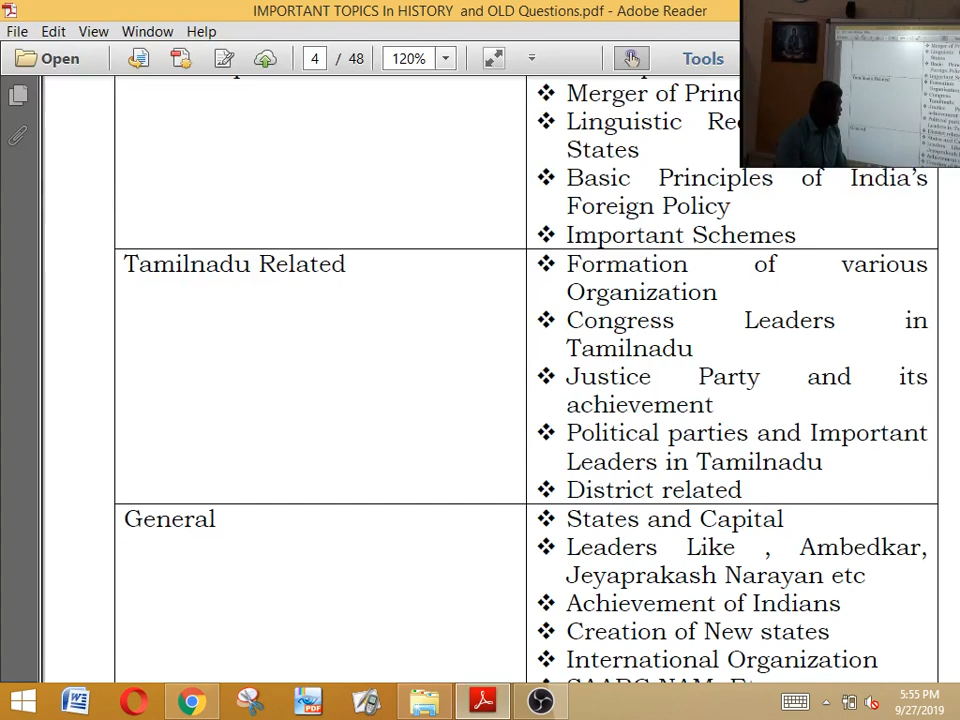 IMPORTANT TOPICS In HISTORY and OLD Questions.pdf - Adobe Reader
File Edit View Window Help
Open 4 / 48 120% Tools
Merger of Princ
Linguistic Re
States
Basic Principles of India's
Foreign Policy
Important Schemes
Tamilnadu Related
Formation of various
Organization
Congress Leaders in
Tamilnadu
Justice Party and its
achievement
Political parties and Important
Leaders in Tamilnadu
District related
General
States and Capital
Leaders Like , Ambedkar,
Jeyaprakash Narayan etc
Achievement of Indians
Creation of New states
International Organization
5:55 PM
9/27/2019